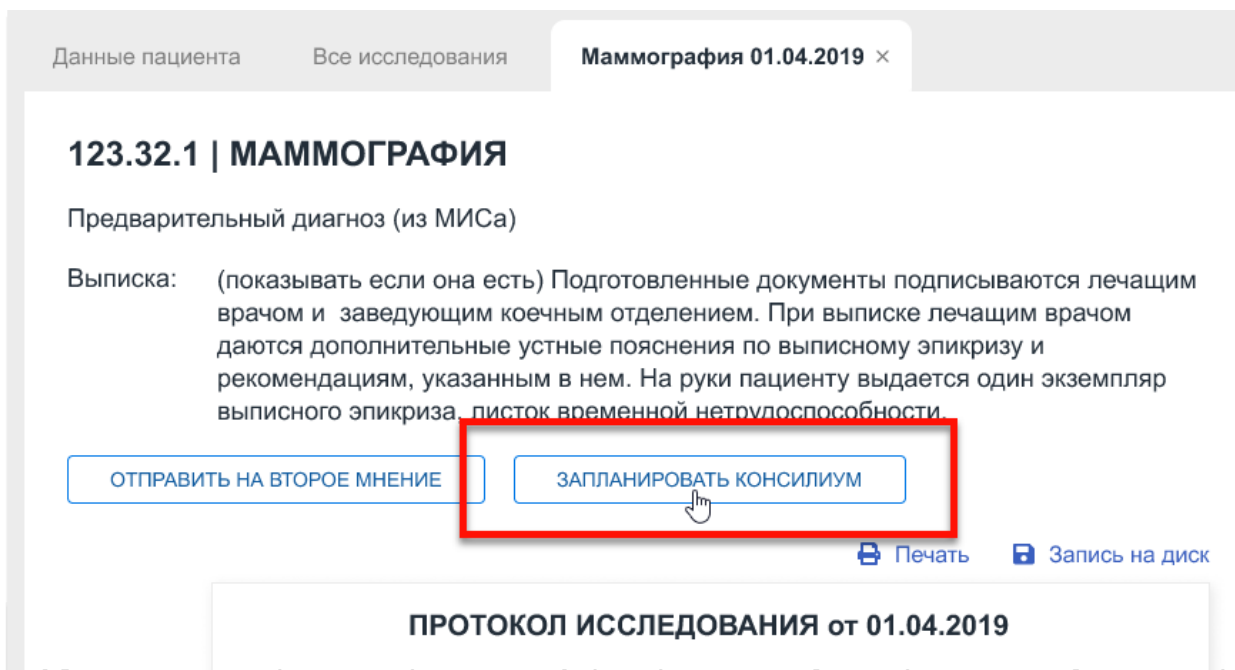 Данные пациента Все исследования Маммография 01.04.2019 ×
123.32.1 | МАММОГРАФИЯ
Предварительный диагноз (из МИСа)
Выписка: (показывать если она есть) Подготовленные документы подписываются лечащим
врачом и заведующим коечным отделением. При выписке лечащим врачом
даются дополнительные устные пояснения по выписному эпикризу и
рекомендациям, указанным в нем. На руки пациенту выдается один экземпляр
выписного эпикриза, листок временной нетрудоспособности.
ОТПРАВИТЬ НА ВТОРОЕ МНЕНИЕ ЗАПЛАНИРОВАТЬ КОНСИЛИУМ
Печать Запись на диск
ПРОТОКОЛ ИССЛЕДОВАНИЯ от 01.04.2019